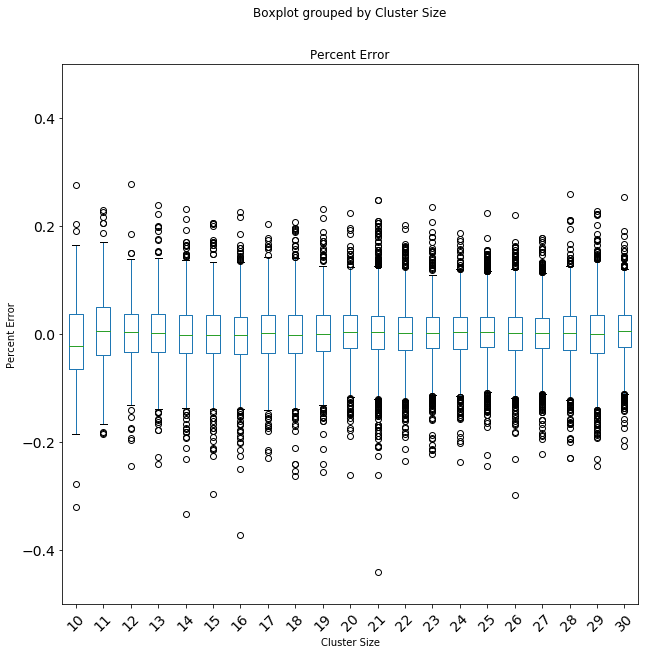 Boxplot grouped by Cluster Size
Percent Error
0.4
0.2
0.0
−0.2
−0.4
Percent Error
10 11 12 13 14 15 16 17 18 19 20 21 22 23 24 25 26 27 28 29 30
Cluster Size